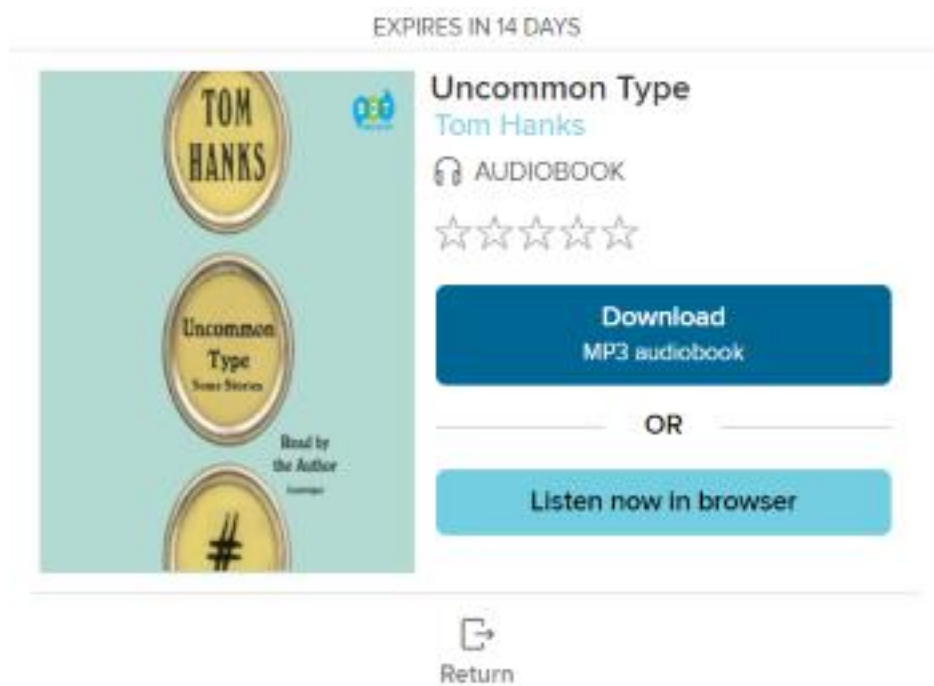 EXPIRES IN 14 DAYS
TOM
HANKS
Uncommon
Type
Some Stories
Read by
the Author
#
Uncommon Type
Tom Hanks
AUDIOBOOK
Download
MP3 audiobook
OR
Listen now in browser
Return